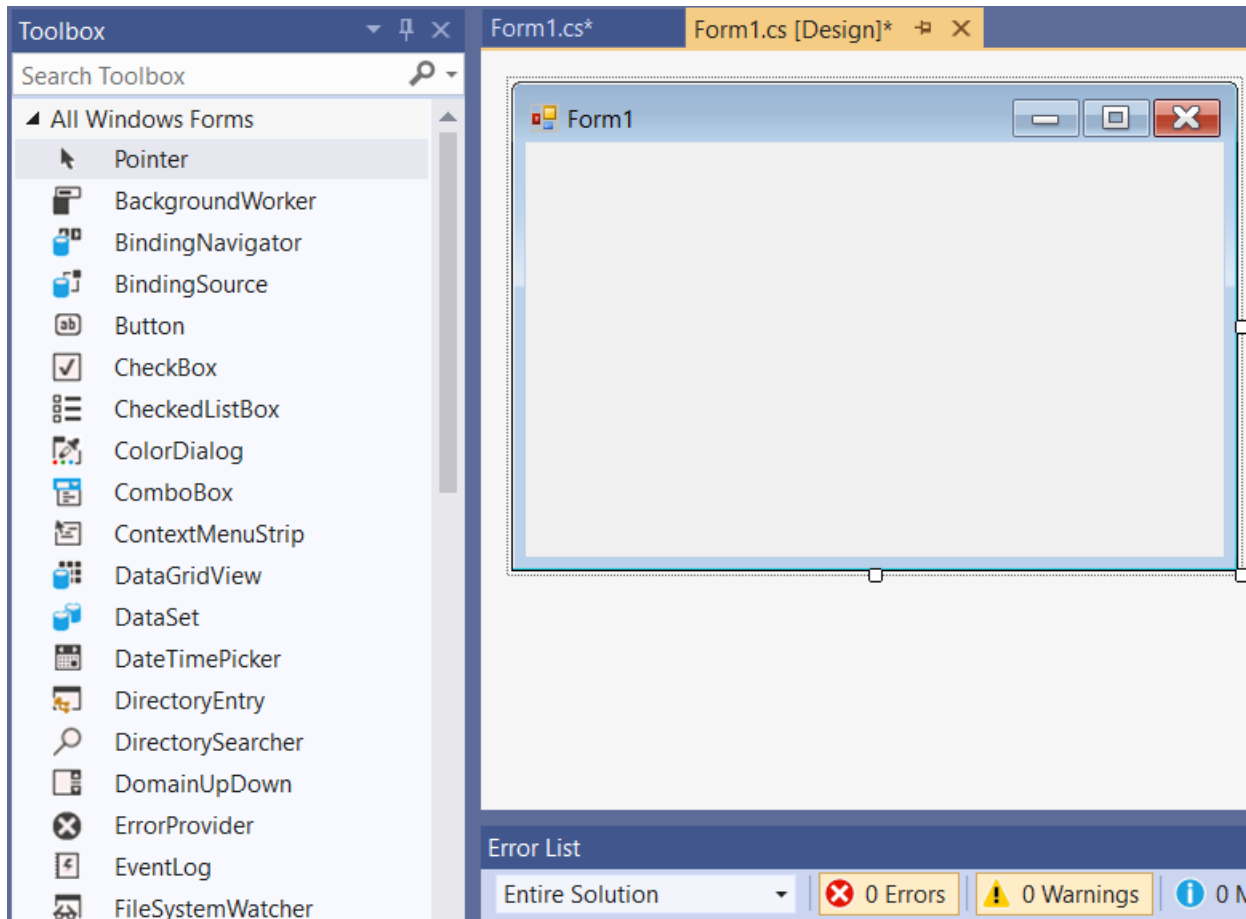 Toolbox
Search Toolbox
All Windows Forms
Pointer
BackgroundWorker
BindingNavigator
BindingSource
Button
CheckBox
CheckedListBox
ColorDialog
ComboBox
ContextMenuStrip
DataGridView
DataSet
DateTimePicker
DirectoryEntry
DirectorySearcher
DomainUpDown
ErrorProvider
EventLog
FileSystemWatcher
Form1.cs* Form1.cs [Design]*
Form1
Error List
Entire Solution 0 Errors 0 Warnings 0